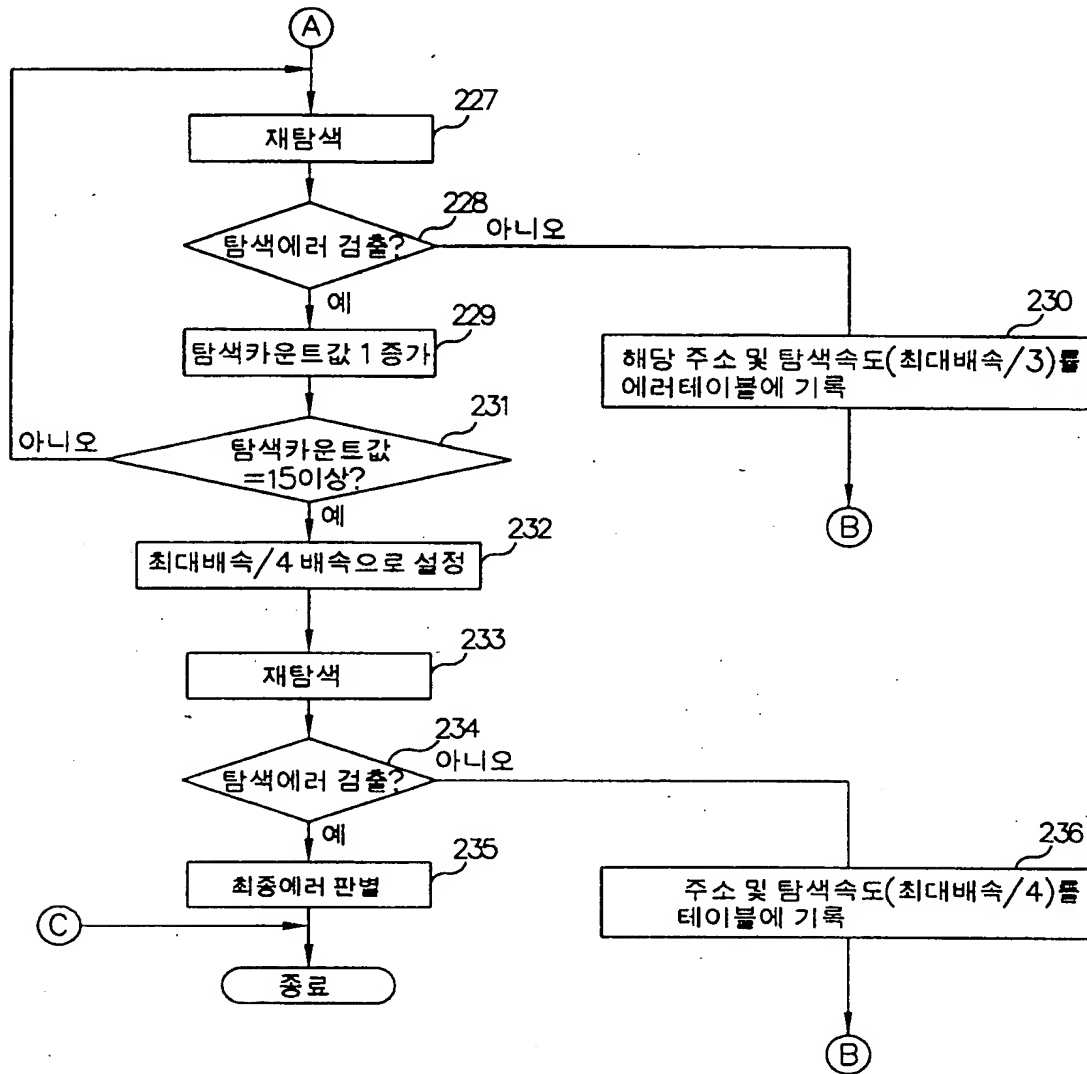 A
227
재탐색
228
탐색에러 검출?
아니오
예
229
탐색카운트값 1 증가
230
해당 주소 및 탐색속도(최대배속/3)를
에러테이블에 기록
231
아니오
탐색카운트값
=15이상?
예
B
232
최대배속/4 배속으로 설정
233
재탐색
234
탐색에러 검출?
아니오
예
235
최종에러 판별
236
주소 및 탐색속도(최대배속/4)를
테이블에 기록
C
종료
B